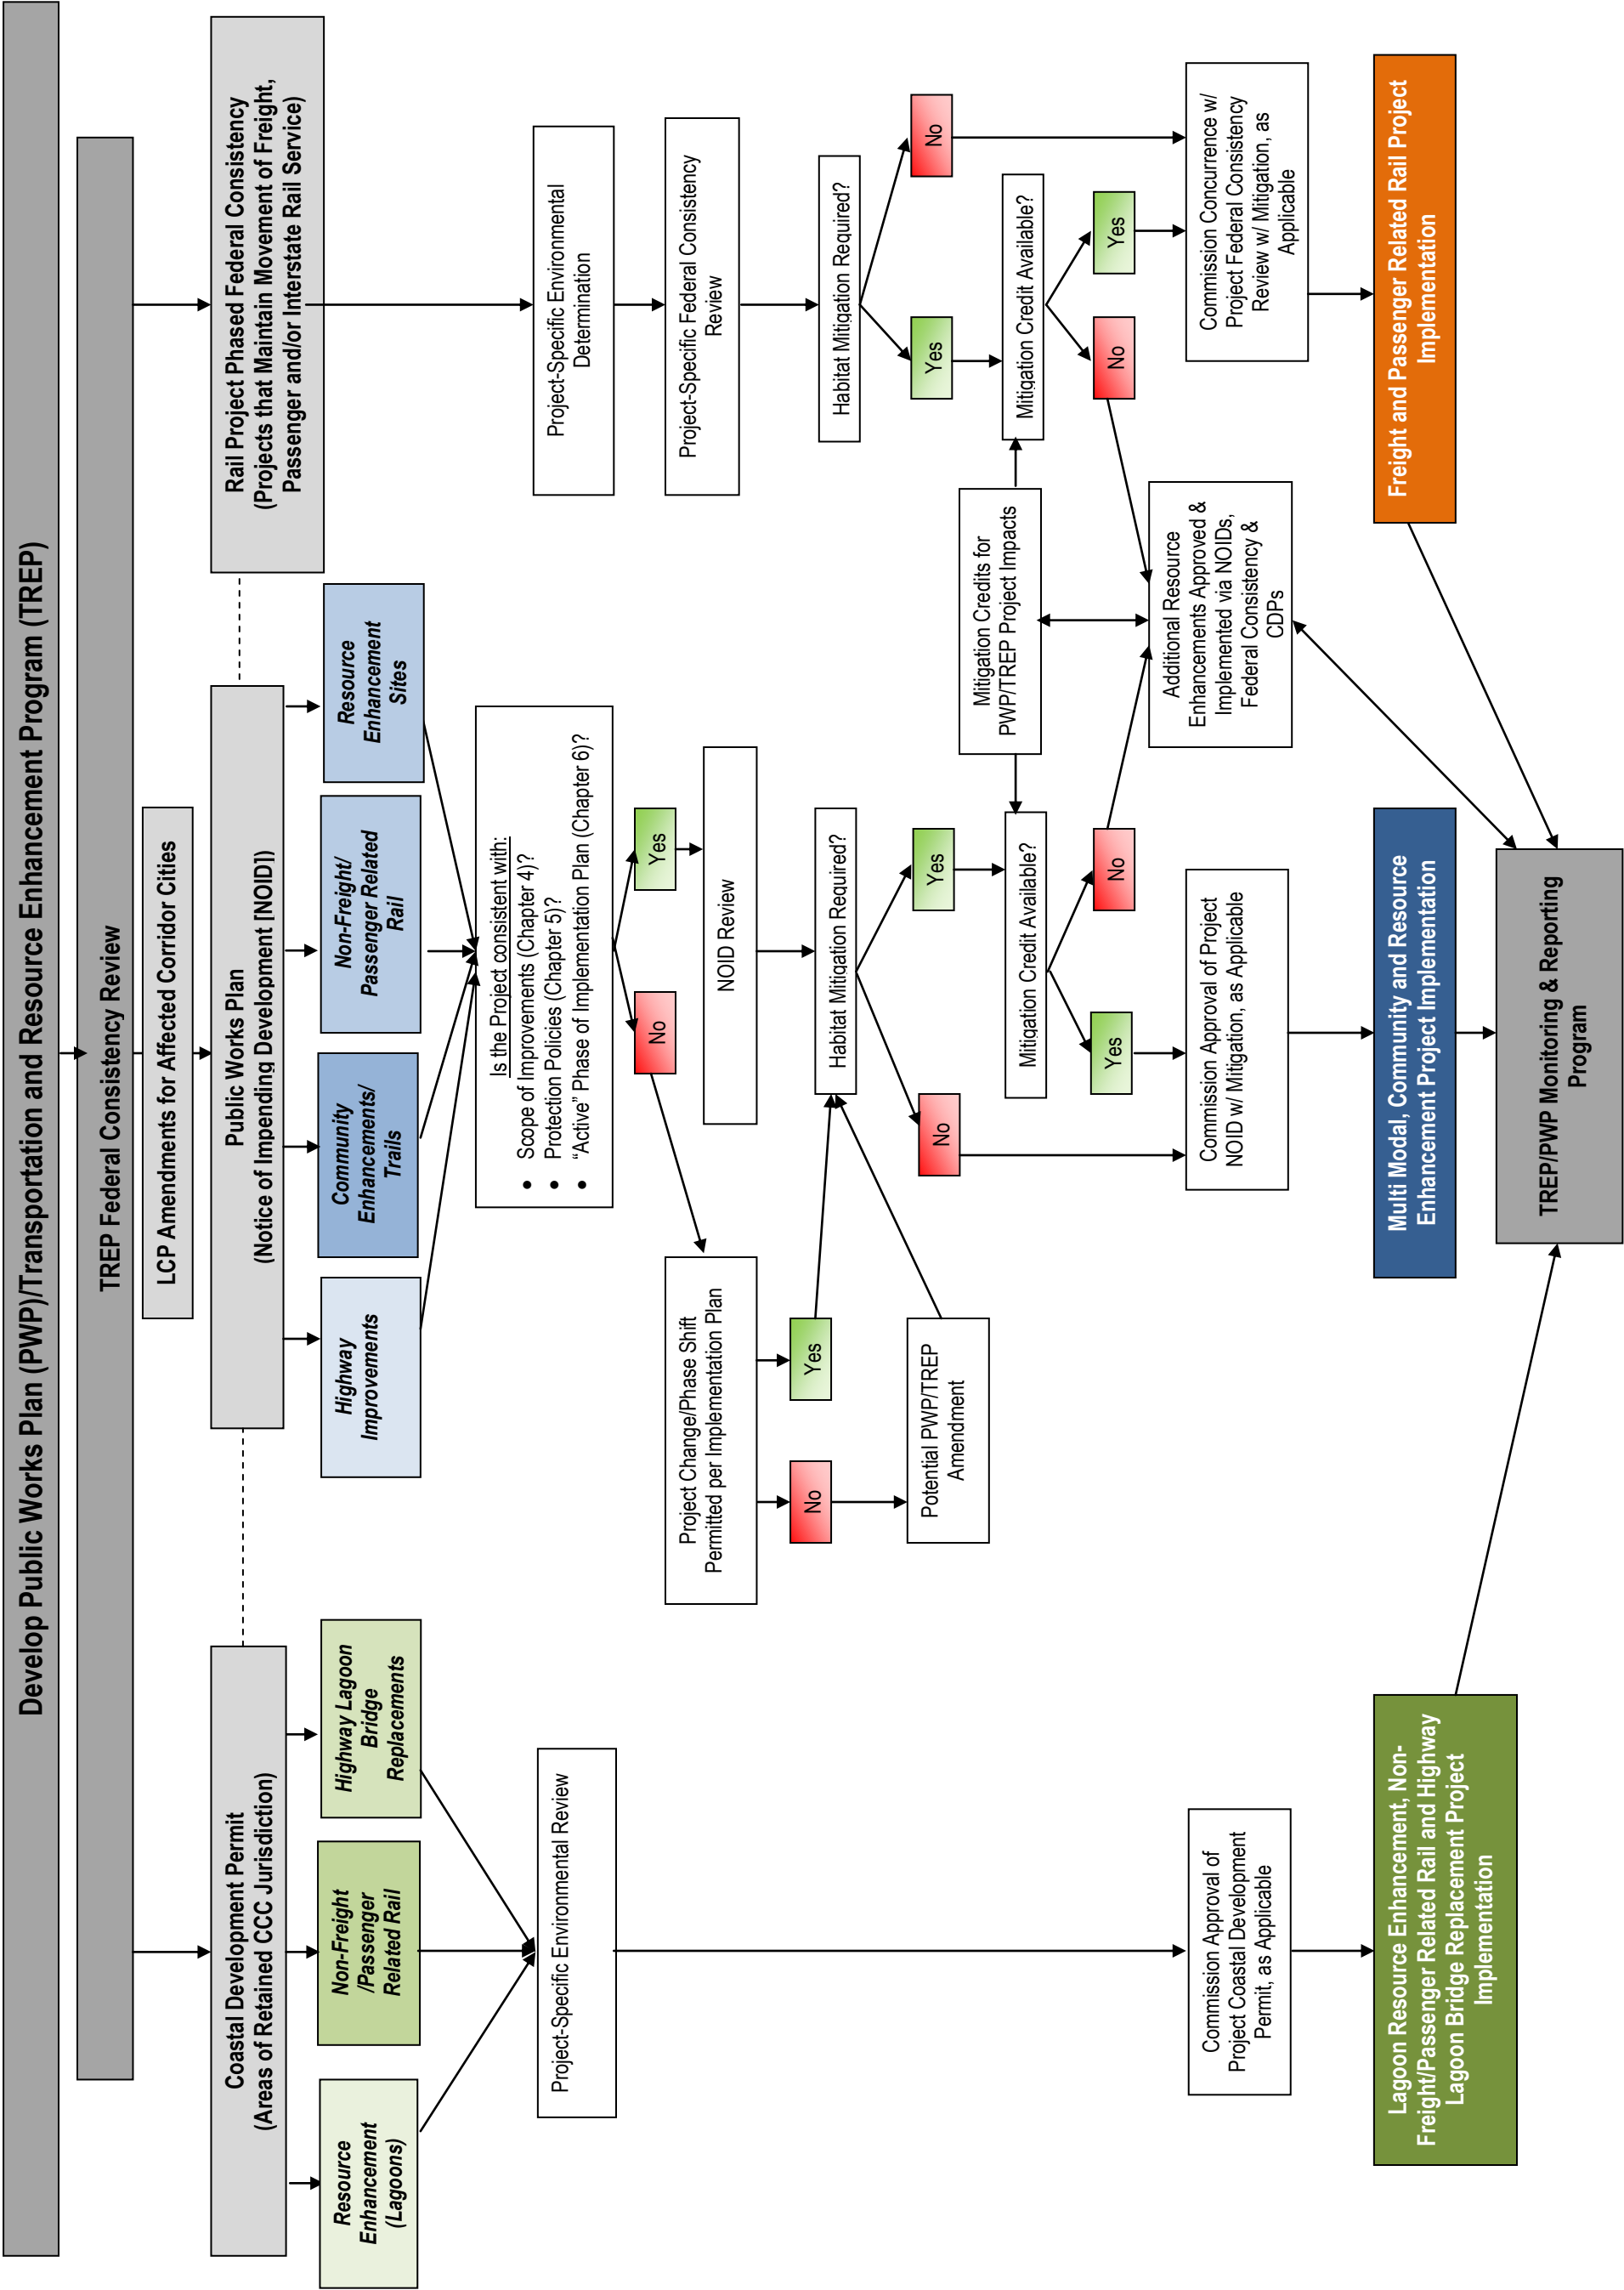 Develop Public Works Plan (PWP)/Transportation and Resource Enhancement Program (TREP)
TREP Federal Consistency Review
LCP Amendments for Affected Corridor Cities
Coastal Development Permit
(Areas of Retained CCC Jurisdiction)
Public Works Plan
(Notice of Impending Development [NOID])
Rail Project Phased Federal Consistency
(Projects that Maintain Movement of Freight,
Passenger and/or Interstate Rail Service)
Resource
Enhancement
(Lagoons)
Non-Freight
/Passenger
Related Rail
Highway Lagoon
Bridge
Replacements
Highway
Improvements
Community
Enhancements/
Trails
Non-Freight/
Passenger Related
Rail
Resource
Enhancement
Sites
Project-Specific Environmental Review
Is the Project consistent with:
• Scope of Improvements (Chapter 4)?
• Protection Policies (Chapter 5)?
• “Active” Phase of Implementation Plan (Chapter 6)?
Project-Specific Environmental
Determination
No
Yes
Project Change/Phase Shift
Permitted per Implementation Plan
NOID Review
Project-Specific Federal Consistency
Review
No
Yes
Habitat Mitigation Required?
Habitat Mitigation Required?
Potential PWP/TREP
Amendment
No
Yes
Yes
No
Mitigation Credits for
PWP/TREP Project Impacts
Mitigation Credit Available?
Mitigation Credit Available?
Yes
No
No
Yes
Additional Resource
Enhancements Approved &
Implemented via NOIDs,
Federal Consistency &
CDPs
Commission Approval of
Project Coastal Development
Permit, as Applicable
Commission Approval of Project
NOID w/ Mitigation, as Applicable
Commission Concurrence w/
Project Federal Consistency
Review w/ Mitigation, as
Applicable
Lagoon Resource Enhancement, Non-
Freight/Passenger Related Rail and Highway
Lagoon Bridge Replacement Project
Implementation
Multi Modal, Community and Resource
Enhancement Project Implementation
Freight and Passenger Related Rail Project
Implementation
TREP/PWP Monitoring & Reporting
Program